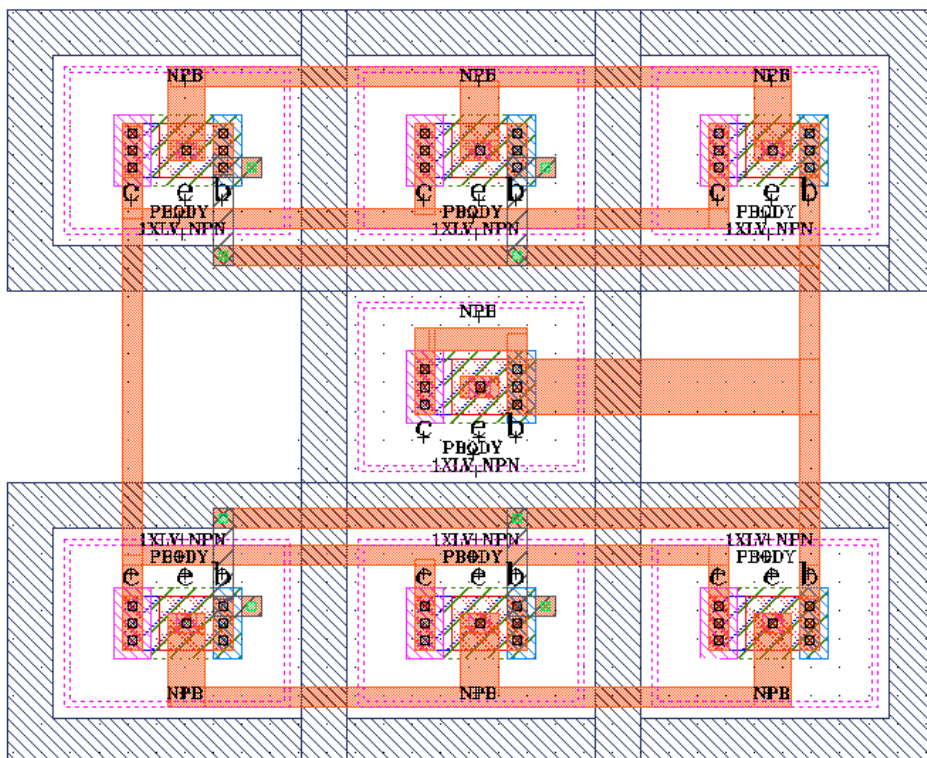 NPB NPB NPB
c e b c e b c e b
PBODY PBODY PBODY
1XLV-NPN 1XLV-NPN 1XLV-NPN
NPB
c e b
PBODY
1XLV-NPN
1XLV-NPN 1XLV-NPN 1XLV-NPN
PBODY PBODY PBODY
c e b c e b c e b
NPB NPB NPB